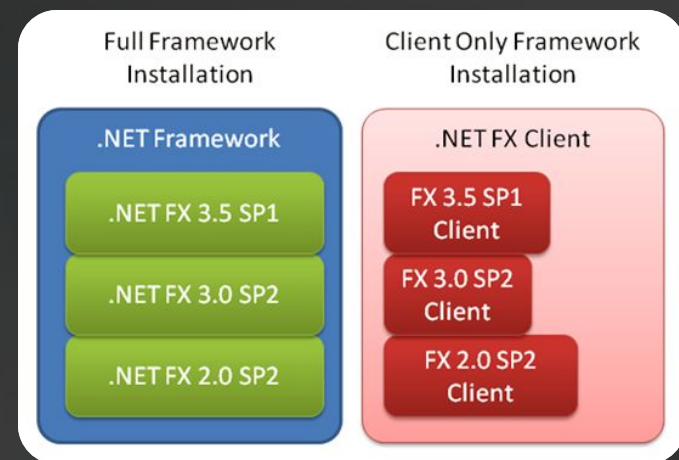 Full Framework
Installation
Client Only Framework
Installation
.NET Framework
.NET FX 3.5 SP1
.NET FX 3.0 SP2
.NET FX 2.0 SP2
.NET FX Client
FX 3.5 SP1
Client
FX 3.0 SP2
Client
FX 2.0 SP2
Client